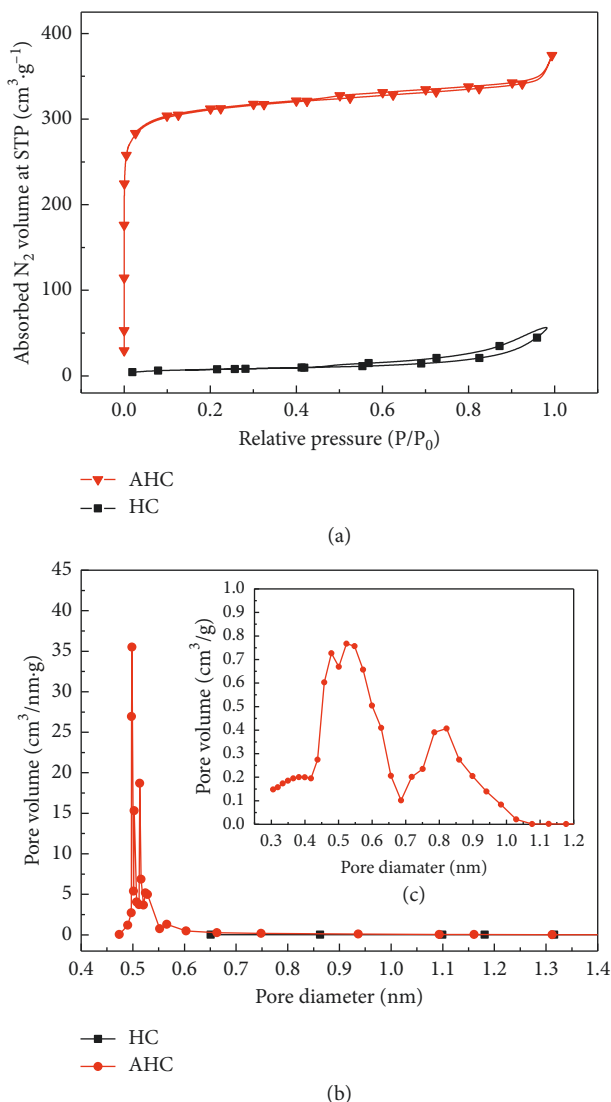 400
300
200
100
0
Absorbed N₂ volume at STP (cm³·g⁻¹)
0.0 0.2 0.4 0.6 0.8 1.0
Relative pressure (P/P₀)
AHC
HC
(a)
45
40
35
30
25
20
15
10
5
0
Pore volume (cm³/nm·g)
1.0
0.9
0.8
0.7
0.6
0.5
0.4
0.3
0.2
0.1
0.0
Pore volume (cm³/g)
0.3 0.4 0.5 0.6 0.7 0.8 0.9 1.0 1.1 1.2
Pore diamater (nm)
(c)
0.4 0.5 0.6 0.7 0.8 0.9 1.0 1.1 1.2 1.3 1.4
Pore diameter (nm)
HC
AHC
(b)